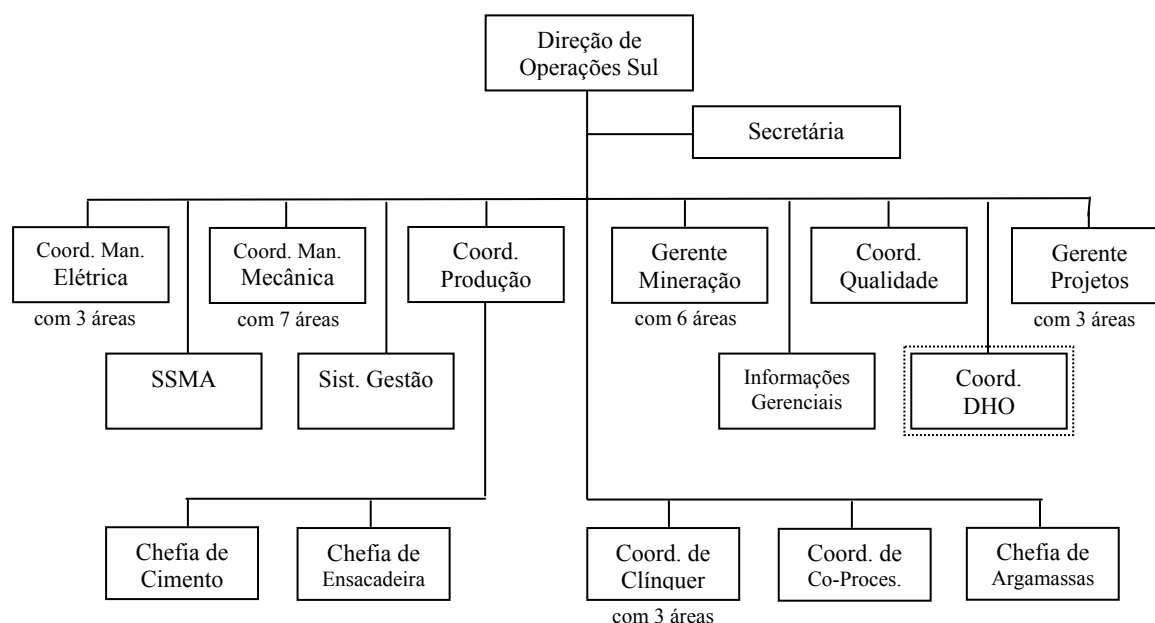 Direção de
Operações Sul
Secretária
Coord. Man.
Elétrica
com 3 áreas
Coord. Man.
Mecânica
com 7 áreas
Coord.
Produção
Gerente
Mineração
com 6 áreas
Coord.
Qualidade
Gerente
Projetos
com 3 áreas
SSMA
Sist. Gestão
Informações
Gerenciais
Coord.
DHO
Chefia de
Cimento
Chefia de
Ensacadeira
Coord. de
Clínquer
com 3 áreas
Coord. de
Co-Proces.
Chefia de
Argamassas